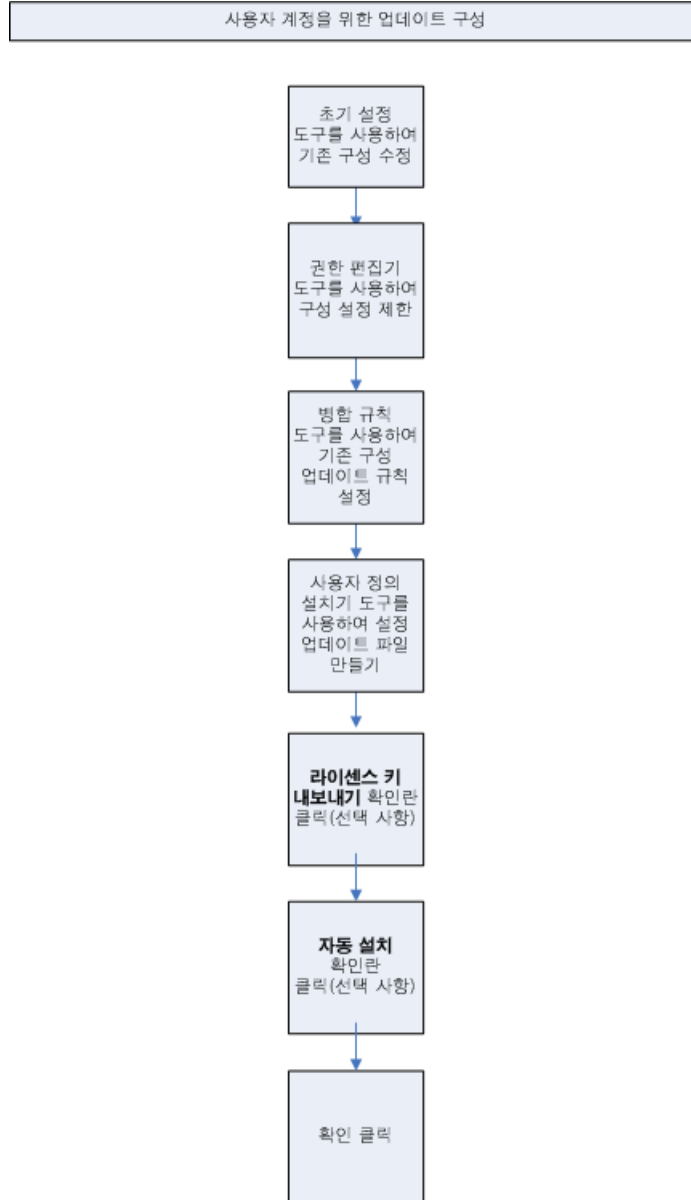 사용자 계정을 위한 업데이트 구성
초기 설정
도구를 사용하여
기존 구성 수정
권한 편집기
도구를 사용하여
구성 설정 제한
병합 규칙
도구를 사용하여
기존 구성
업데이트 규칙
설정
사용자 정의
설치기 도구를
사용하여 설정
업데이트 파일
만들기
라이센스 키
내보내기 확인란
클릭(선택 사항)
자동 설치
확인란
클릭(선택 사항)
확인 클릭